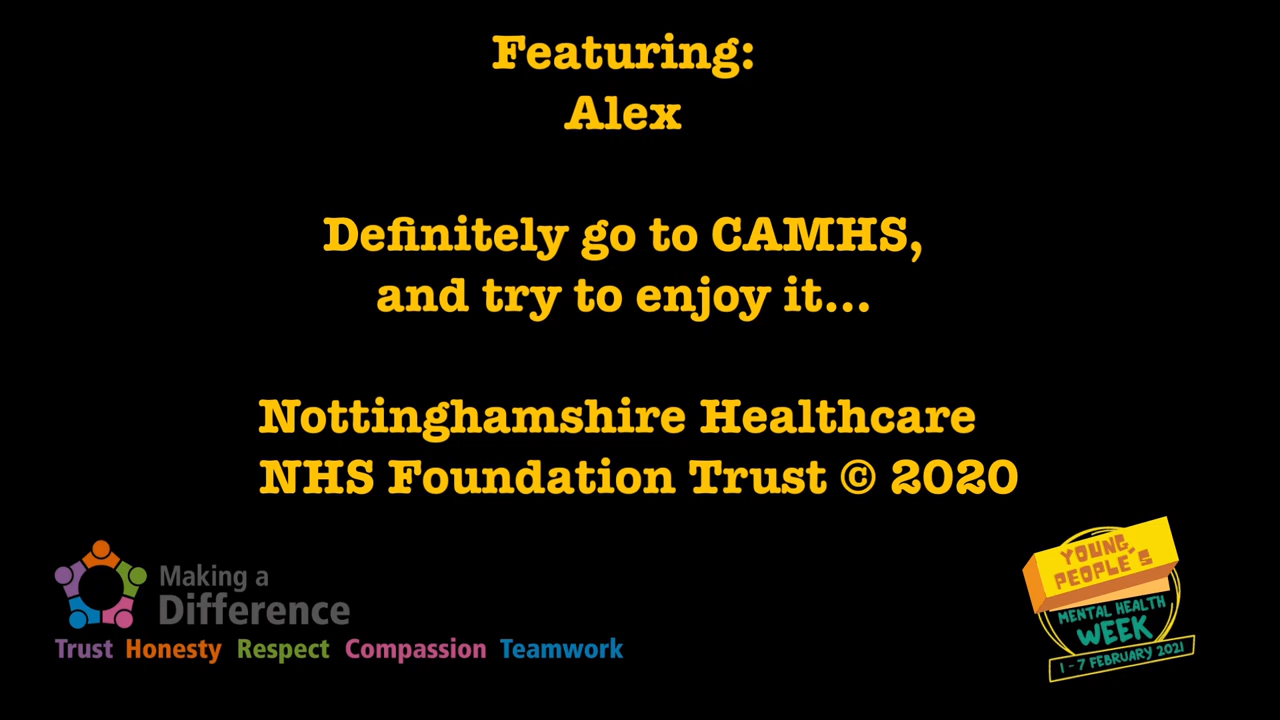 Featuring:
Alex
Definitely go to CAMHS,
and try to enjoy it...
Nottinghamshire Healthcare
NHS Foundation Trust © 2020
Making a
Difference
Trust Honesty Respect Compassion Teamwork
YOUNG
PEOPLE'S
MENTAL HEALTH
WEEK
1 - 7 FEBRUARY 2021